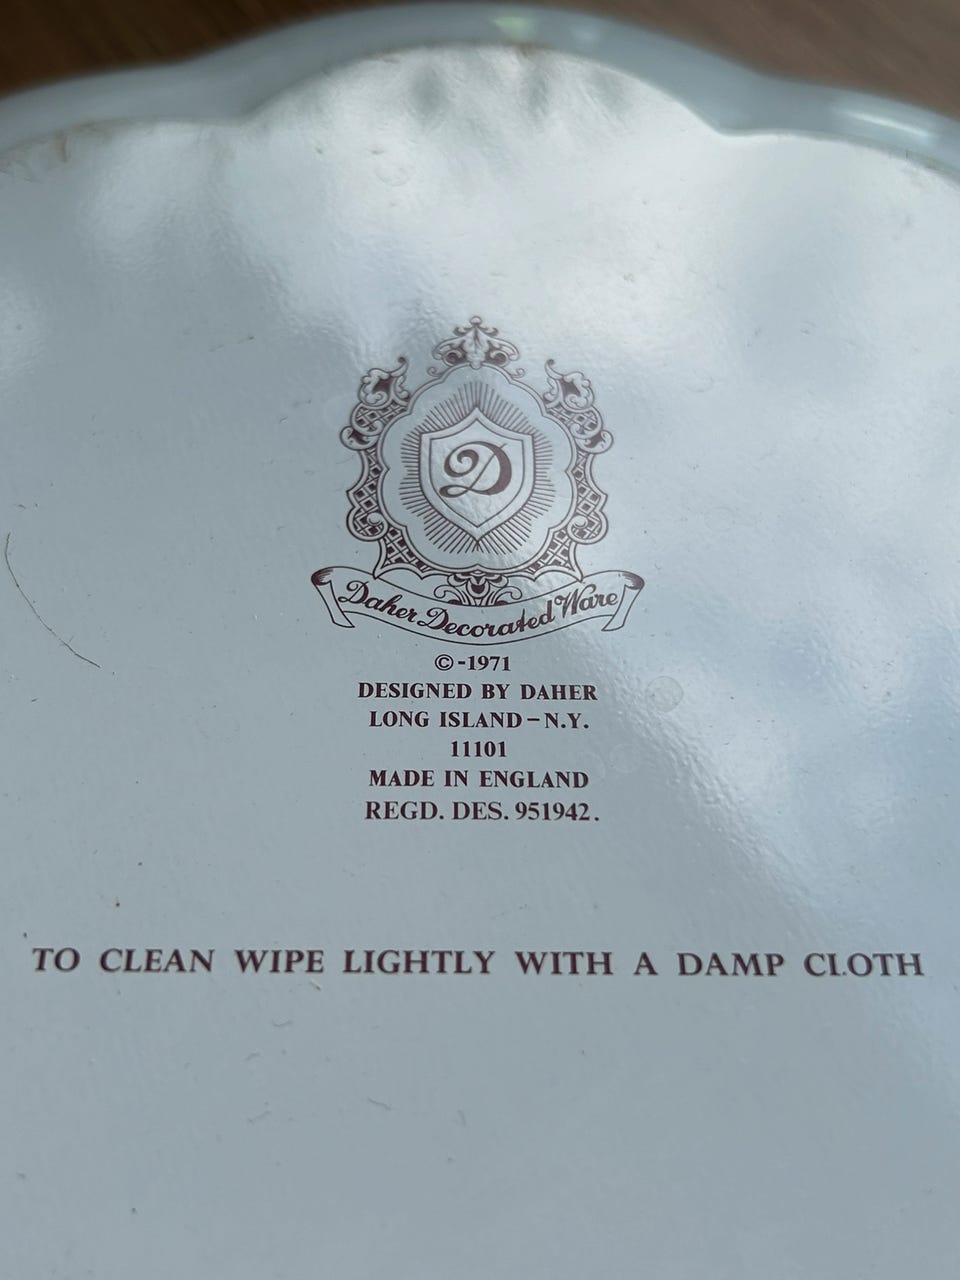 D
Daher Decorated Ware
©-1971
DESIGNED BY DAHER
LONG ISLAND-N.Y.
11101
MADE IN ENGLAND
REGD. DES. 951942.
TO CLEAN WIPE LIGHTLY WITH A DAMP CLOTH